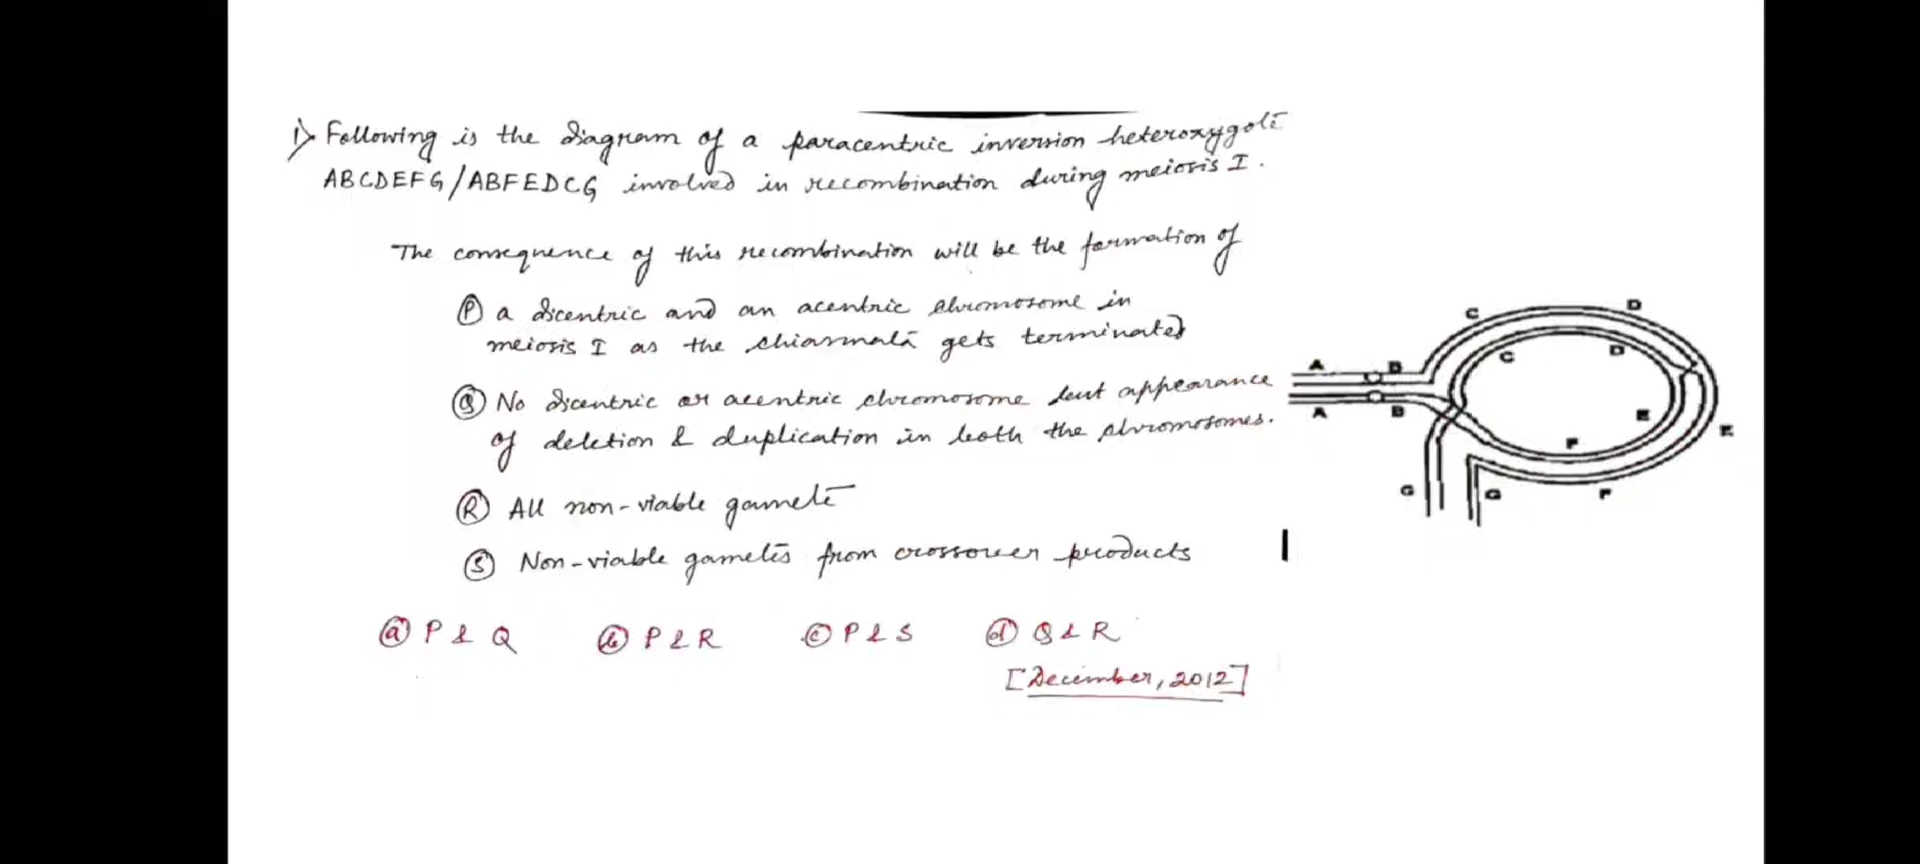 1) Following is the diagram of a paracentric inversion heterozygote
ABCDEFG/ABFEDCG involved in recombination during meiosis I.
The consequence of this recombination will be the formation of
(P) a dicentric and an acentric chromosome in
meiosis I as the chiasmata gets terminated
(Q) No dicentric or acentric chromosome but appearance
of deletion & duplication in both the chromosomes.
(R) All non-viable gamete
(S) Non-viable gametes from crossover products
(a) P & Q (b) P & R (c) P & S (d) Q & R
[December, 2012]
C D
C D
A B
A B
E E
F
G G F